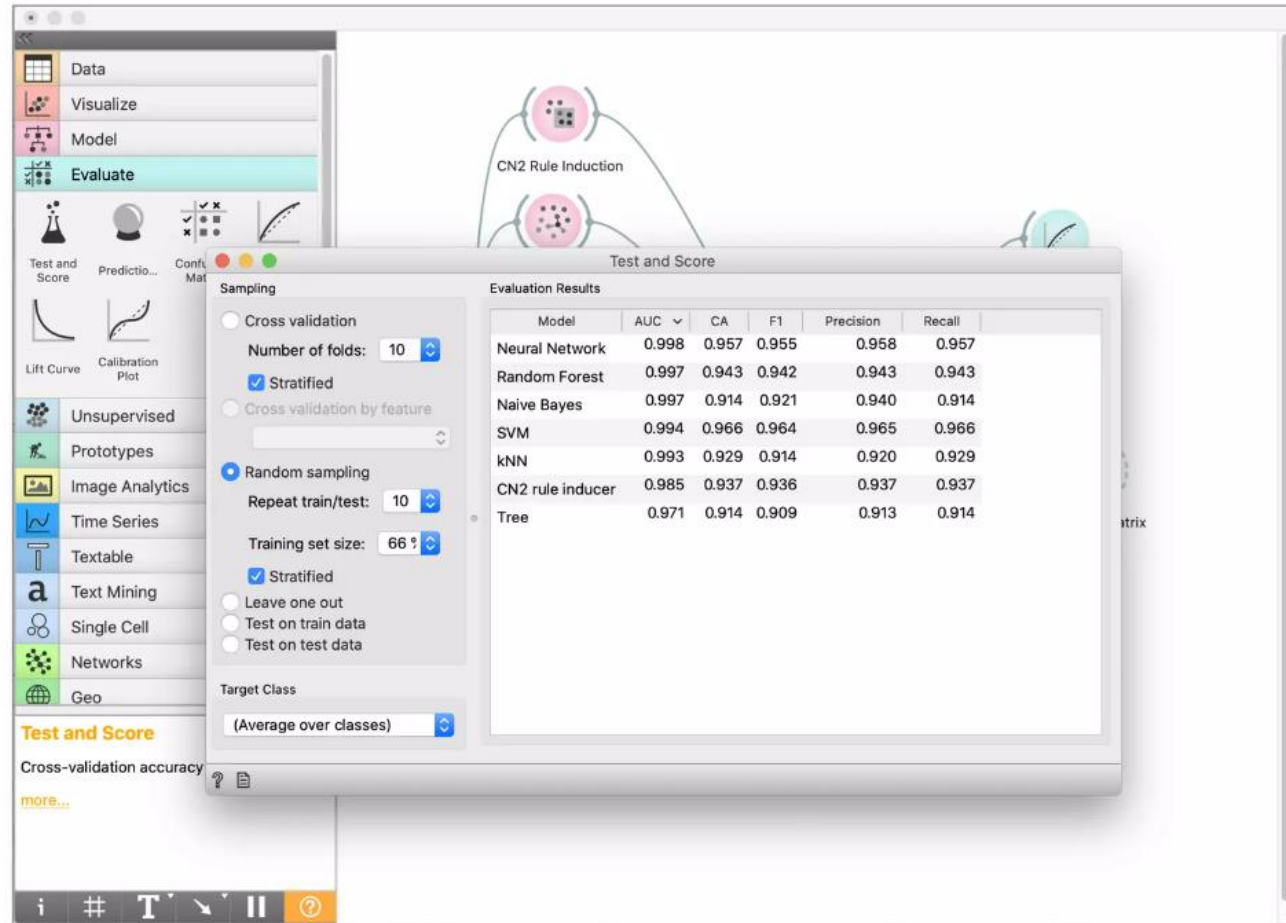 Data
Visualize
Model
Evaluate
Test and Score
Predictio...
Lift Curve
Calibration Plot
Unsupervised
Prototypes
Image Analytics
Time Series
Textable
a Text Mining
Single Cell
Networks
Geo
Test and Score
Cross-validation accuracy
more...
i # T ?
CN2 Rule Induction
Test and Score
Sampling
Cross validation
Number of folds: 10
Stratified
Cross validation by feature
Random sampling
Repeat train/test: 10
Training set size: 66
Stratified
Leave one out
Test on train data
Test on test data
Target Class
(Average over classes)
?
Evaluation Results
Model AUC CA F1 Precision Recall
Neural Network 0.998 0.957 0.955 0.958 0.957
Random Forest 0.997 0.943 0.942 0.943 0.943
Naive Bayes 0.997 0.914 0.921 0.940 0.914
SVM 0.994 0.966 0.964 0.965 0.966
kNN 0.993 0.929 0.914 0.920 0.929
CN2 rule inducer 0.985 0.937 0.936 0.937 0.937
Tree 0.971 0.914 0.909 0.913 0.914